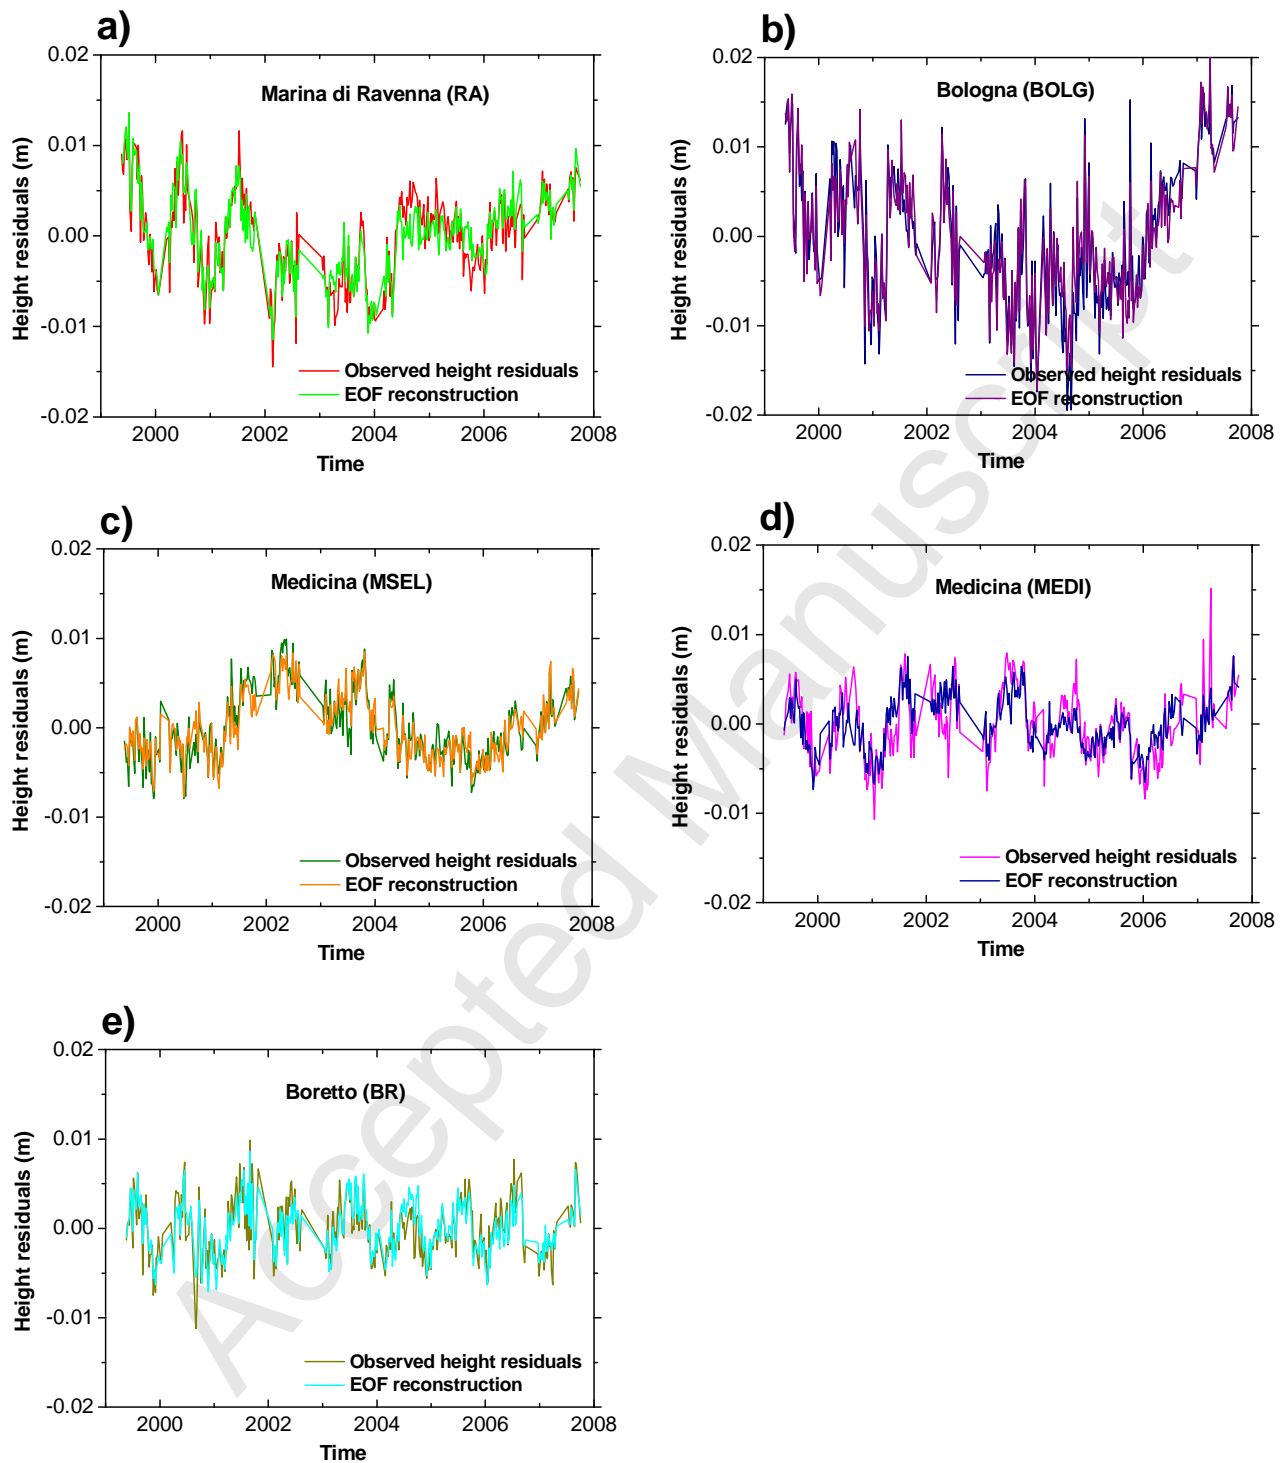 a)
Marina di Ravenna (RA)
Height residuals (m)
0.02
0.01
0.00
-0.01
-0.02
Observed height residuals
EOF reconstruction
2000
2002
2004
2006
2008
Time
b)
Bologna (BOLG)
Height residuals (m)
0.02
0.01
0.00
-0.01
-0.02
Observed height residuals
EOF reconstruction
2000
2002
2004
2006
2008
Time
c)
Medicina (MSEL)
Height residuals (m)
0.02
0.01
0.00
-0.01
-0.02
Observed height residuals
EOF reconstruction
2000
2002
2004
2006
2008
Time
d)
Medicina (MEDI)
Height residuals (m)
0.02
0.01
0.00
-0.01
-0.02
Observed height residuals
EOF reconstruction
2000
2002
2004
2006
2008
Time
e)
Boretto (BR)
Height residuals (m)
0.02
0.01
0.00
-0.01
-0.02
Observed height residuals
EOF reconstruction
2000
2002
2004
2006
2008
Time
Accepted Manuscript